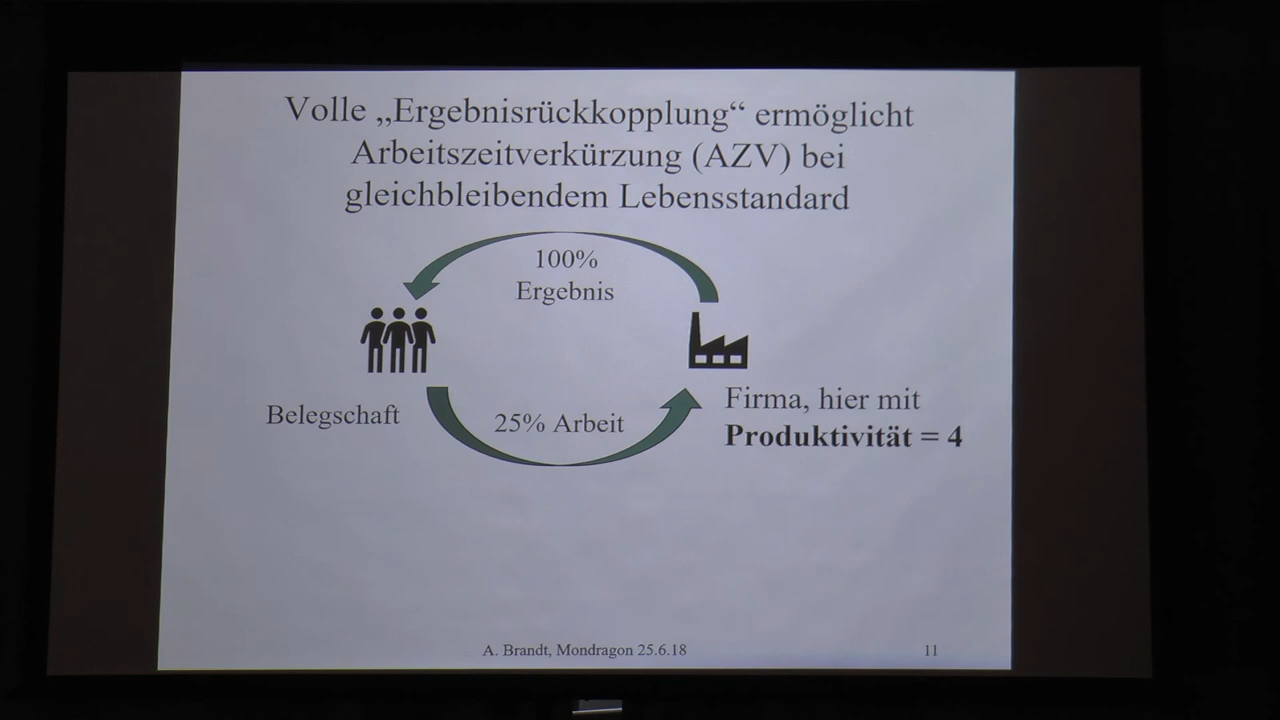 Volle „Ergebnisrückkopplung“ ermöglicht
Arbeitszeitverkürzung (AZV) bei
gleichbleibendem Lebensstandard
100%
Ergebnis
Belegschaft
25% Arbeit
Firma, hier mit
Produktivität = 4
A. Brandt, Mondragon 25.6.18
11